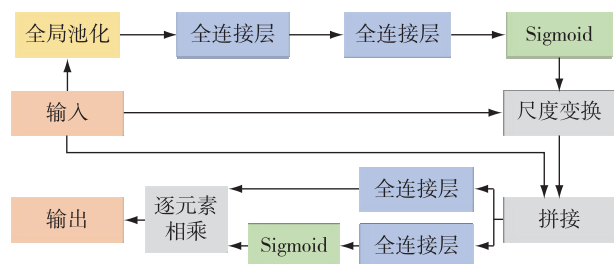 全局池化
全连接层
全连接层
Sigmoid
输入
尺度变换
全连接层
输出
逐元素
相乘
拼接
Sigmoid
全连接层